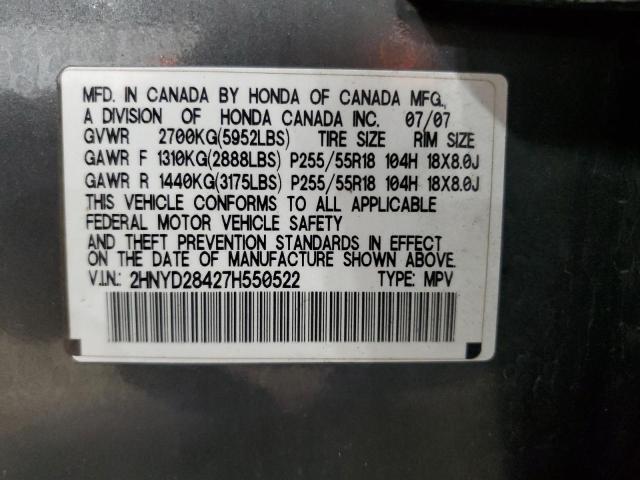 MFD. IN CANADA BY HONDA OF CANADA MFG.,
A DIVISION OF HONDA CANADA INC. 07/07
GVWR 2700KG(5952LBS) TIRE SIZE RIM SIZE
GAWR F 1310KG(2888LBS) P255/55R18 104H 18X8.0J
GAWR R 1440KG(3175LBS) P255/55R18 104H 18X8.0J
THIS VEHICLE CONFORMS TO ALL APPLICABLE
FEDERAL MOTOR VEHICLE SAFETY
AND THEFT PREVENTION STANDARDS IN EFFECT
ON THE DATE OF MANUFACTURE SHOWN ABOVE.
V.I.N.: 2HNYD28427H550522 TYPE: MPV